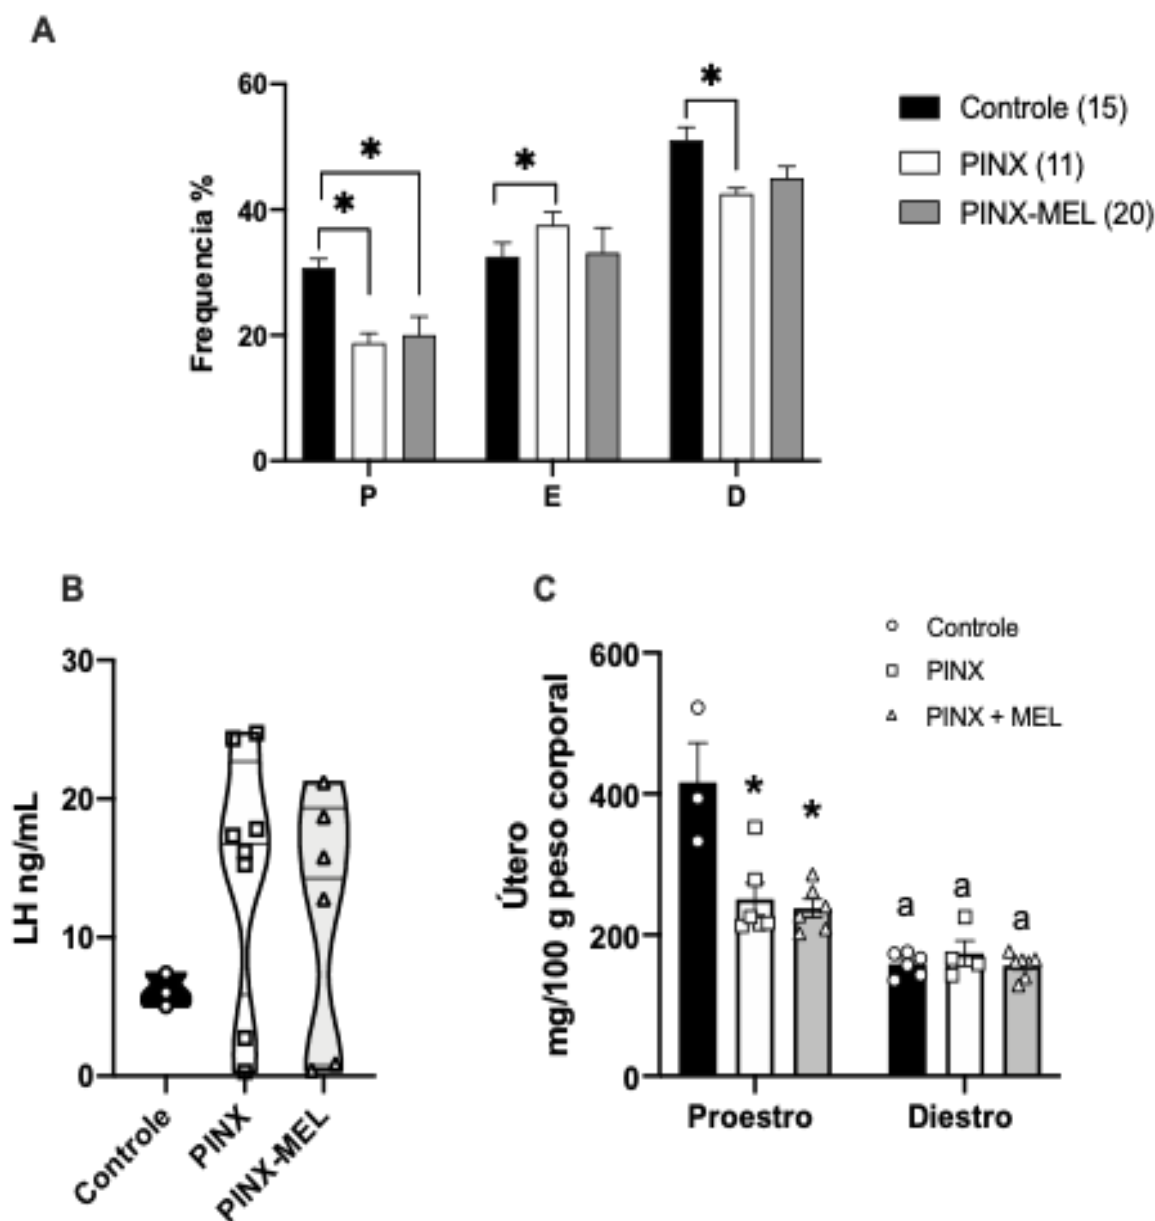 A
60
40
20
0
Frequencia %
*
*
*
*
P
E
D
Controle (15)
PINX (11)
PINX-MEL (20)
B
30
20
10
0
LH ng/mL
Controle
PINX
PINX-MEL
C
600
400
200
0
Útero
mg/100 g peso corporal
*
*
a
a
a
Proestro
Diestro
Controle
PINX
PINX + MEL